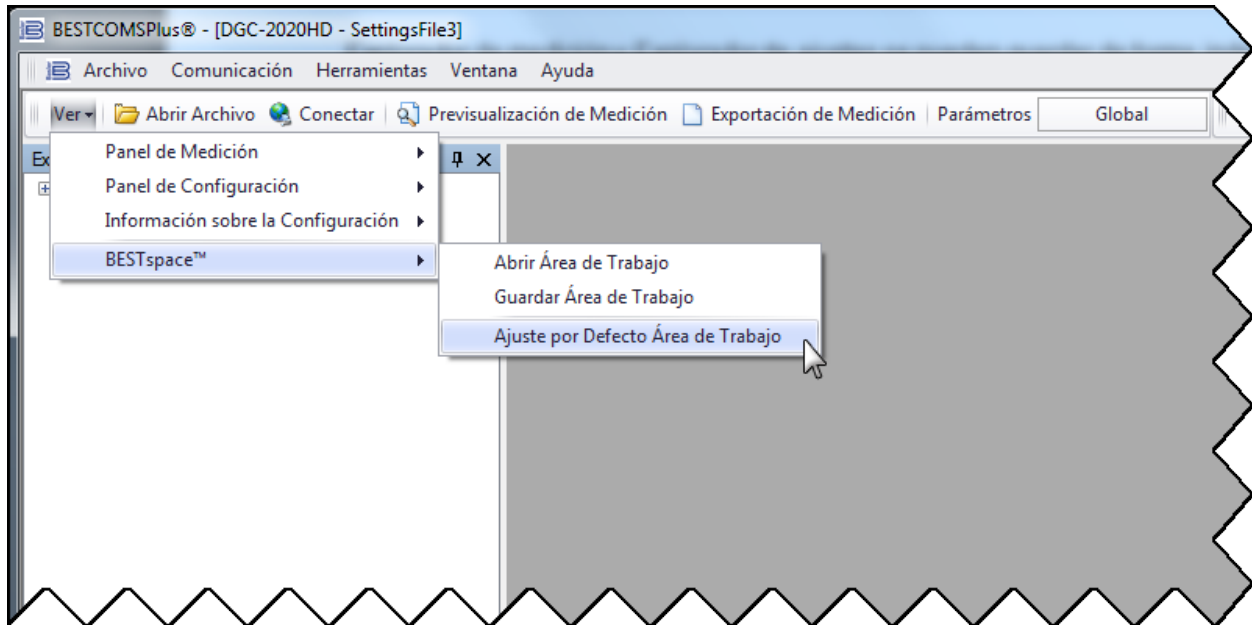 BESTCOMSPlus® - [DGC-2020HD - SettingsFile3]
Archivo Comunicación Herramientas Ventana Ayuda
Ver Abrir Archivo Conectar Previsualización de Medición Exportación de Medición Parámetros Global
Ex
Panel de Medición
Panel de Configuración
Información sobre la Configuración
BESTspace™
Abrir Área de Trabajo
Guardar Área de Trabajo
Ajuste por Defecto Área de Trabajo